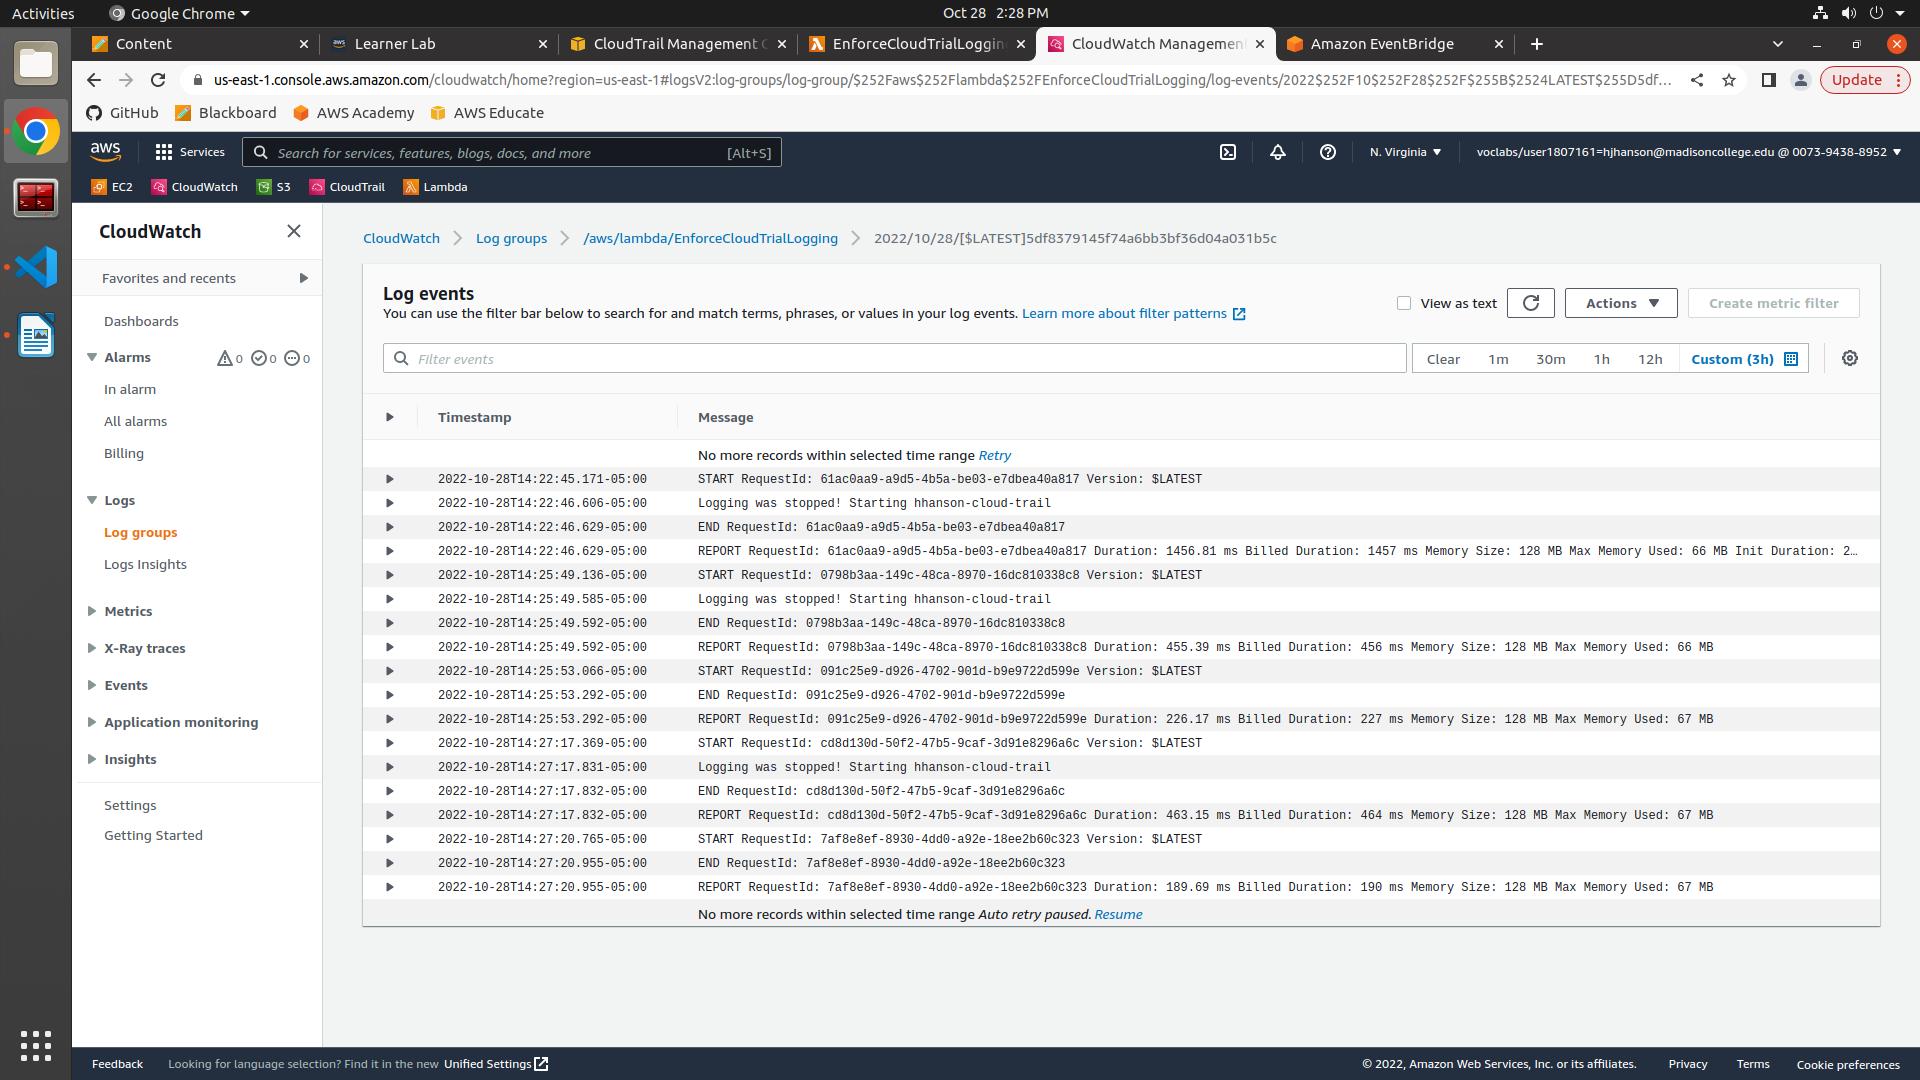 Activities
Google Chrome
Oct 28 2:28 PM
Content
Learner Lab
CloudTrail Management C
EnforceCloudTrialLoggin
CloudWatch Management
Amazon EventBridge
us-east-1.console.aws.amazon.com/cloudwatch/home?region=us-east-1#logsV2:log-groups/log-group/$252Faws$252Flambda$252FEnforceCloudTrialLogging/log-events/2022$252F10$252F28$252F$255B$2524LATEST$255D5df...
Update
GitHub
Blackboard
AWS Academy
AWS Educate
aws
Services
Search for services, features, blogs, docs, and more
[Alt+S]
N. Virginia
voclabs/user1807161=hjhanson@madisoncollege.edu @ 0073-9438-8952
EC2
CloudWatch
S3
CloudTrail
Lambda
CloudWatch
Favorites and recents
Dashboards
Alarms
0
0
0
In alarm
All alarms
Billing
Logs
Log groups
Logs Insights
Metrics
X-Ray traces
Events
Application monitoring
Insights
Settings
Getting Started
CloudWatch
Log groups
/aws/lambda/EnforceCloudTrialLogging
2022/10/28/[$LATEST]5df8379145f74a6bb3bf36d04a031b5c
Log events
You can use the filter bar below to search for and match terms, phrases, or values in your log events. Learn more about filter patterns
View as text
Actions
Create metric filter
Filter events
Clear
1m
30m
1h
12h
Custom (3h)
Timestamp
Message
No more records within selected time range Retry
2022-10-28T14:22:45.171-05:00 START RequestId: 61ac0aa9-a9d5-4b5a-be03-e7dbea40a817 Version: $LATEST
2022-10-28T14:22:46.606-05:00 Logging was stopped! Starting hhanson-cloud-trail
2022-10-28T14:22:46.629-05:00 END RequestId: 61ac0aa9-a9d5-4b5a-be03-e7dbea40a817
2022-10-28T14:22:46.629-05:00 REPORT RequestId: 61ac0aa9-a9d5-4b5a-be03-e7dbea40a817 Duration: 1456.81 ms Billed Duration: 1457 ms Memory Size: 128 MB Max Memory Used: 66 MB Init Duration: 2…
2022-10-28T14:25:49.136-05:00 START RequestId: 0798b3aa-149c-48ca-8970-16dc810338c8 Version: $LATEST
2022-10-28T14:25:49.585-05:00 Logging was stopped! Starting hhanson-cloud-trail
2022-10-28T14:25:49.592-05:00 END RequestId: 0798b3aa-149c-48ca-8970-16dc810338c8
2022-10-28T14:25:49.592-05:00 REPORT RequestId: 0798b3aa-149c-48ca-8970-16dc810338c8 Duration: 455.39 ms Billed Duration: 456 ms Memory Size: 128 MB Max Memory Used: 66 MB
2022-10-28T14:25:53.066-05:00 START RequestId: 091c25e9-d926-4702-901d-b9e9722d599e Version: $LATEST
2022-10-28T14:25:53.292-05:00 END RequestId: 091c25e9-d926-4702-901d-b9e9722d599e
2022-10-28T14:25:53.292-05:00 REPORT RequestId: 091c25e9-d926-4702-901d-b9e9722d599e Duration: 226.17 ms Billed Duration: 227 ms Memory Size: 128 MB Max Memory Used: 67 MB
2022-10-28T14:27:17.369-05:00 START RequestId: cd8d130d-50f2-47b5-9caf-3d91e8296a6c Version: $LATEST
2022-10-28T14:27:17.831-05:00 Logging was stopped! Starting hhanson-cloud-trail
2022-10-28T14:27:17.832-05:00 END RequestId: cd8d130d-50f2-47b5-9caf-3d91e8296a6c
2022-10-28T14:27:17.832-05:00 REPORT RequestId: cd8d130d-50f2-47b5-9caf-3d91e8296a6c Duration: 463.15 ms Billed Duration: 464 ms Memory Size: 128 MB Max Memory Used: 67 MB
2022-10-28T14:27:20.765-05:00 START RequestId: 7af8e8ef-8930-4dd0-a92e-18ee2b60c323 Version: $LATEST
2022-10-28T14:27:20.955-05:00 END RequestId: 7af8e8ef-8930-4dd0-a92e-18ee2b60c323
2022-10-28T14:27:20.955-05:00 REPORT RequestId: 7af8e8ef-8930-4dd0-a92e-18ee2b60c323 Duration: 189.69 ms Billed Duration: 190 ms Memory Size: 128 MB Max Memory Used: 67 MB
No more records within selected time range Auto retry paused. Resume
Feedback
Looking for language selection? Find it in the new Unified Settings
© 2022, Amazon Web Services, Inc. or its affiliates.
Privacy
Terms
Cookie preferences